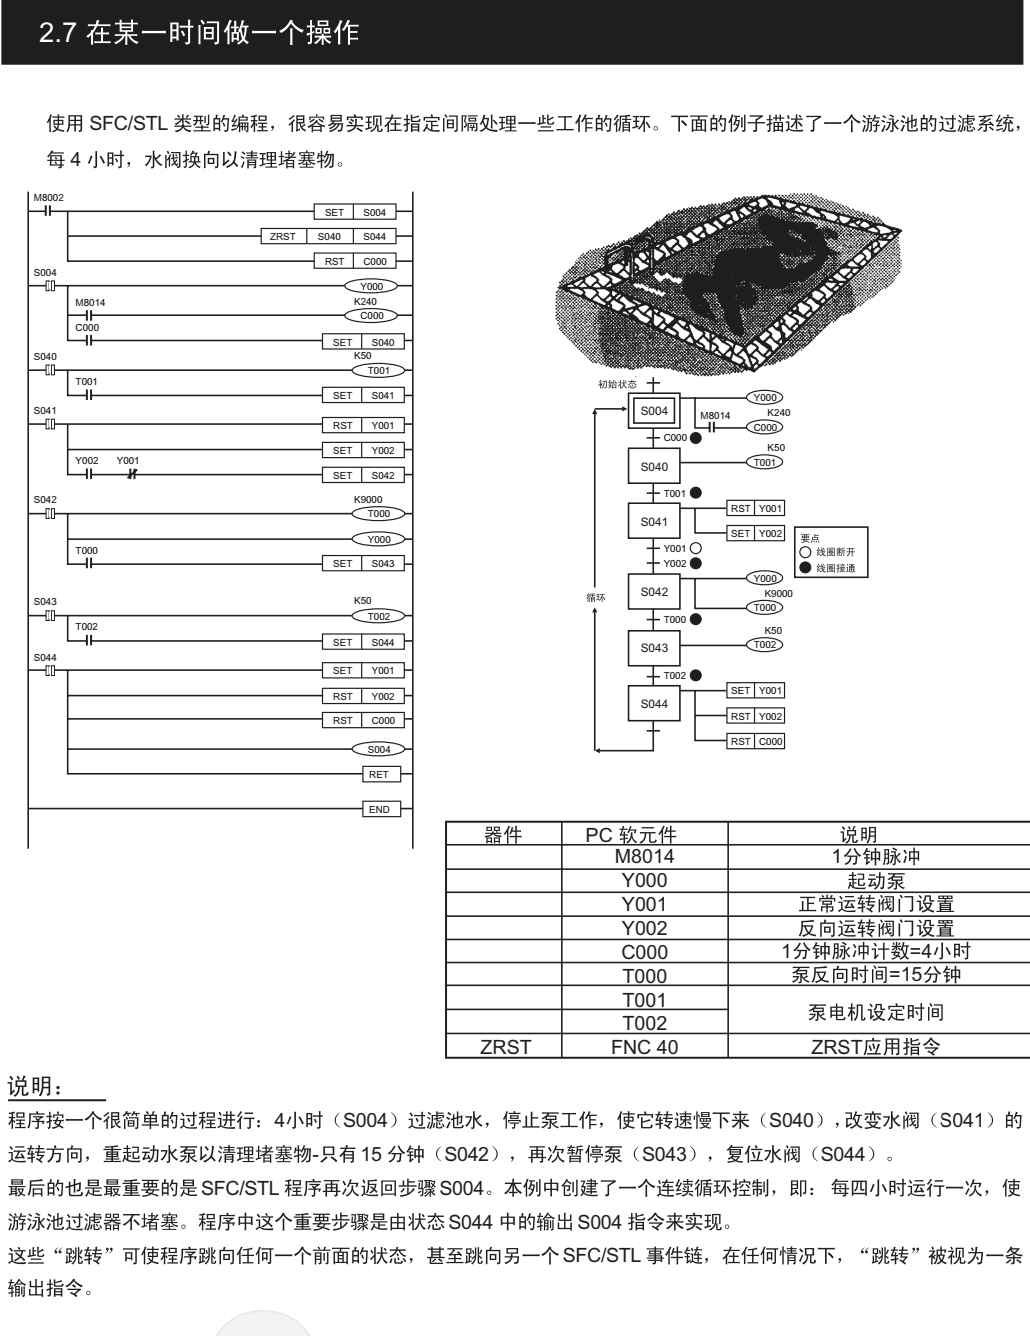 2.7 在某一时间做一个操作
使用 SFC/STL 类型的编程，很容易实现在指定间隔处理一些工作的循环。下面的例子描述了一个游泳池的过滤系统，
每 4 小时，水阀换向以清理堵塞物。
M8002
SET S004
ZRST S040 S044
RST C000
S004
Y000
M8014 K240
C000
C000
SET S040
S040 K50
T001
T001
SET S041
S041
RST Y001
SET Y002
Y002 Y001
SET S042
S042 K9000
T000
Y000
T000
SET S043
S043 K50
T002
T002
SET S044
S044
SET Y001
RST Y002
RST C000
S004
RET
END
初始状态
S004
Y000
M8014 K240
C000
C000
S040
K50
T001
T001
S041
RST Y001
SET Y002
Y001
Y002
要点
线圈断开
线圈接通
S042
Y000
K9000
T000
循环
T000
S043
K50
T002
T002
S044
SET Y001
RST Y002
RST C000
器件 PC 软元件 说明
M8014 1分钟脉冲
Y000 起动泵
Y001 正常运转阀门设置
Y002 反向运转阀门设置
C000 1分钟脉冲计数=4小时
T000 泵反向时间=15分钟
T001
泵电机设定时间
T002
ZRST FNC 40 ZRST应用指令
说明：
程序按一个很简单的过程进行：4小时（S004）过滤池水，停止泵工作，使它转速慢下来（S040），改变水阀（S041）的
运转方向，重起动水泵以清理堵塞物-只有 15 分钟（S042），再次暂停泵（S043），复位水阀（S044）。
最后的也是最重要的是 SFC/STL 程序再次返回步骤 S004。本例中创建了一个连续循环控制，即： 每四小时运行一次，使
游泳池过滤器不堵塞。程序中这个重要步骤是由状态 S044 中的输出 S004 指令来实现。
这些“跳转”可使程序跳向任何一个前面的状态，甚至跳向另一个 SFC/STL 事件链，在任何情况下，“跳转”被视为一条
输出指令。